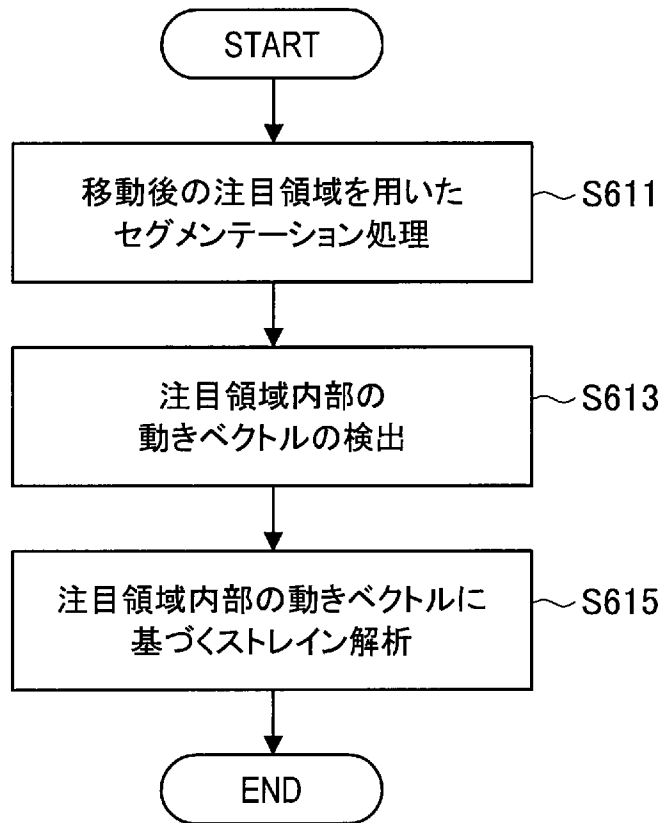 START
移動後の注目領域を用いた
セグメンテーション処理
S611
注目領域内部の
動きベクトルの検出
S613
注目領域内部の動きベクトルに
基づくストレイン解析
S615
END